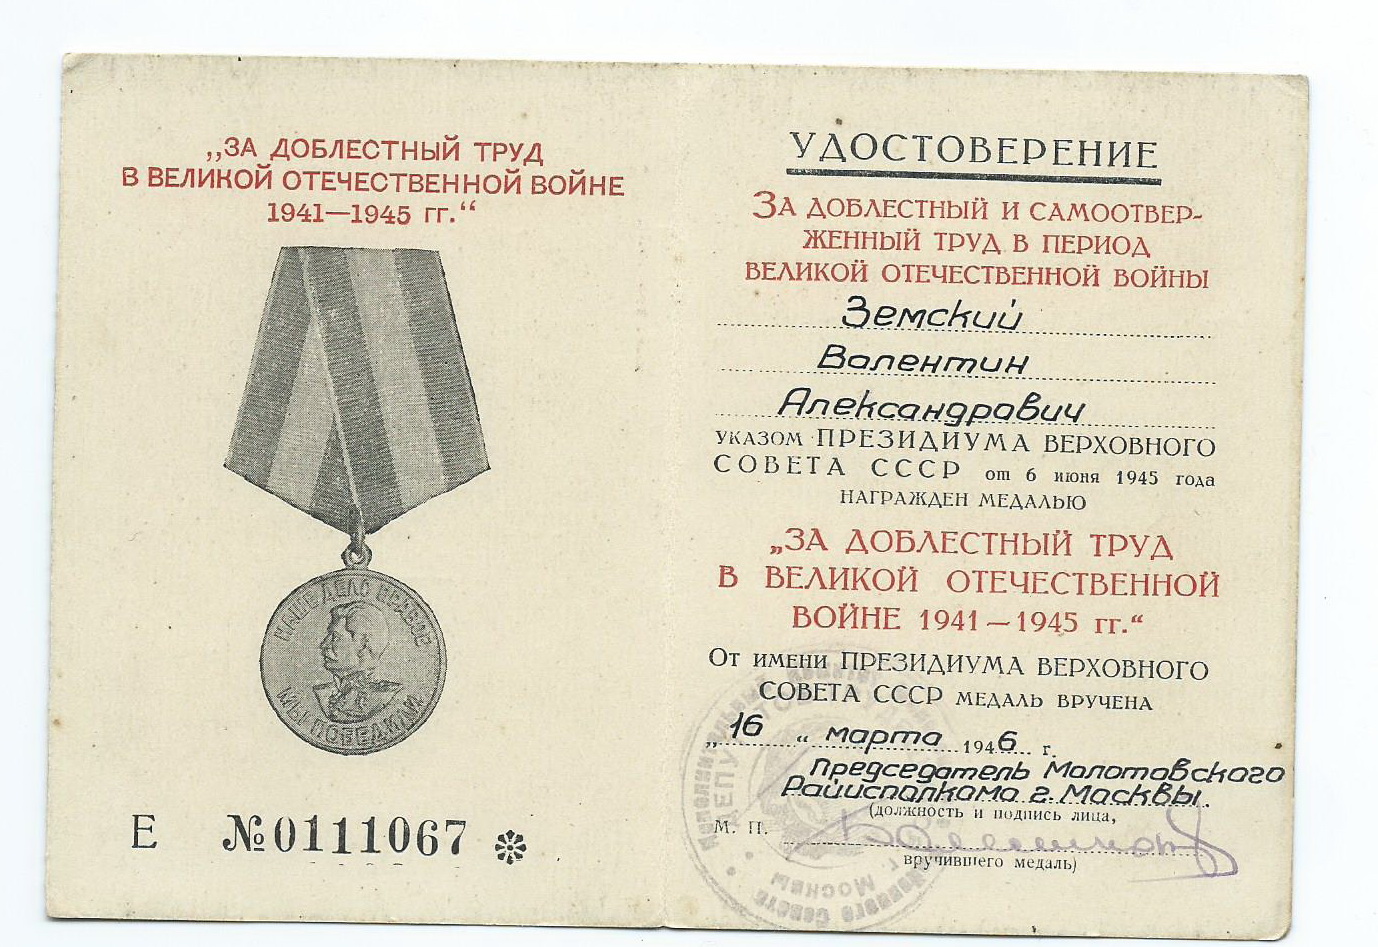 „ЗА ДОБЛЕСТНЫЙ ТРУД
В ВЕЛИКОЙ ОТЕЧЕСТВЕННОЙ ВОЙНЕ
1941—1945 гг.“
НАШЕ ДЕЛО ПРАВОЕ
МЫ ПОБЕДИЛИ
Е №0111067
УДОСТОВЕРЕНИЕ
ЗА ДОБЛЕСТНЫЙ И САМООТВЕР-
ЖЕННЫЙ ТРУД В ПЕРИОД
ВЕЛИКОЙ ОТЕЧЕСТВЕННОЙ ВОЙНЫ
Земский
Валентин
Александрович
УКАЗОМ ПРЕЗИДИУМА ВЕРХОВНОГО
СОВЕТА СССР от 6 июня 1945 года
НАГРАЖДЕН МЕДАЛЬЮ
„ЗА ДОБЛЕСТНЫЙ ТРУД
В ВЕЛИКОЙ ОТЕЧЕСТВЕННОЙ
ВОЙНЕ 1941—1945 гг.“
ОТ ИМЕНИ ПРЕЗИДИУМА ВЕРХОВНОГО
СОВЕТА СССР МЕДАЛЬ ВРУЧЕНА
„16“ марта 1946 г.
Председатель Молотовского
Райисполкома г. Москвы.
(должность и подпись лица,
М. П.
вручившего медаль)
г. Москвы